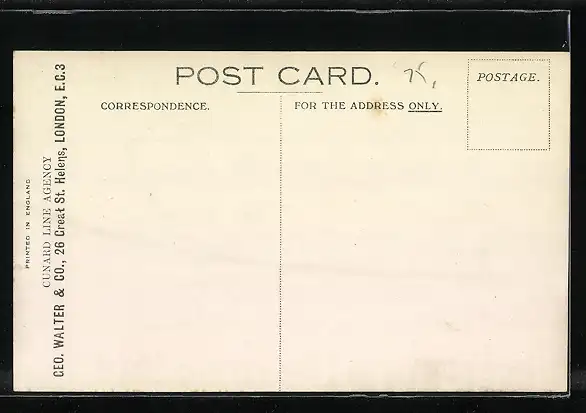 POST CARD.
75,
POSTAGE.
CORRESPONDENCE.
FOR THE ADDRESS ONLY.
PRINTED IN ENGLAND
CUNARD LINE AGENCY
GEO. WALTER & CO., 26 Great St. Helens, LONDON, E.C.3